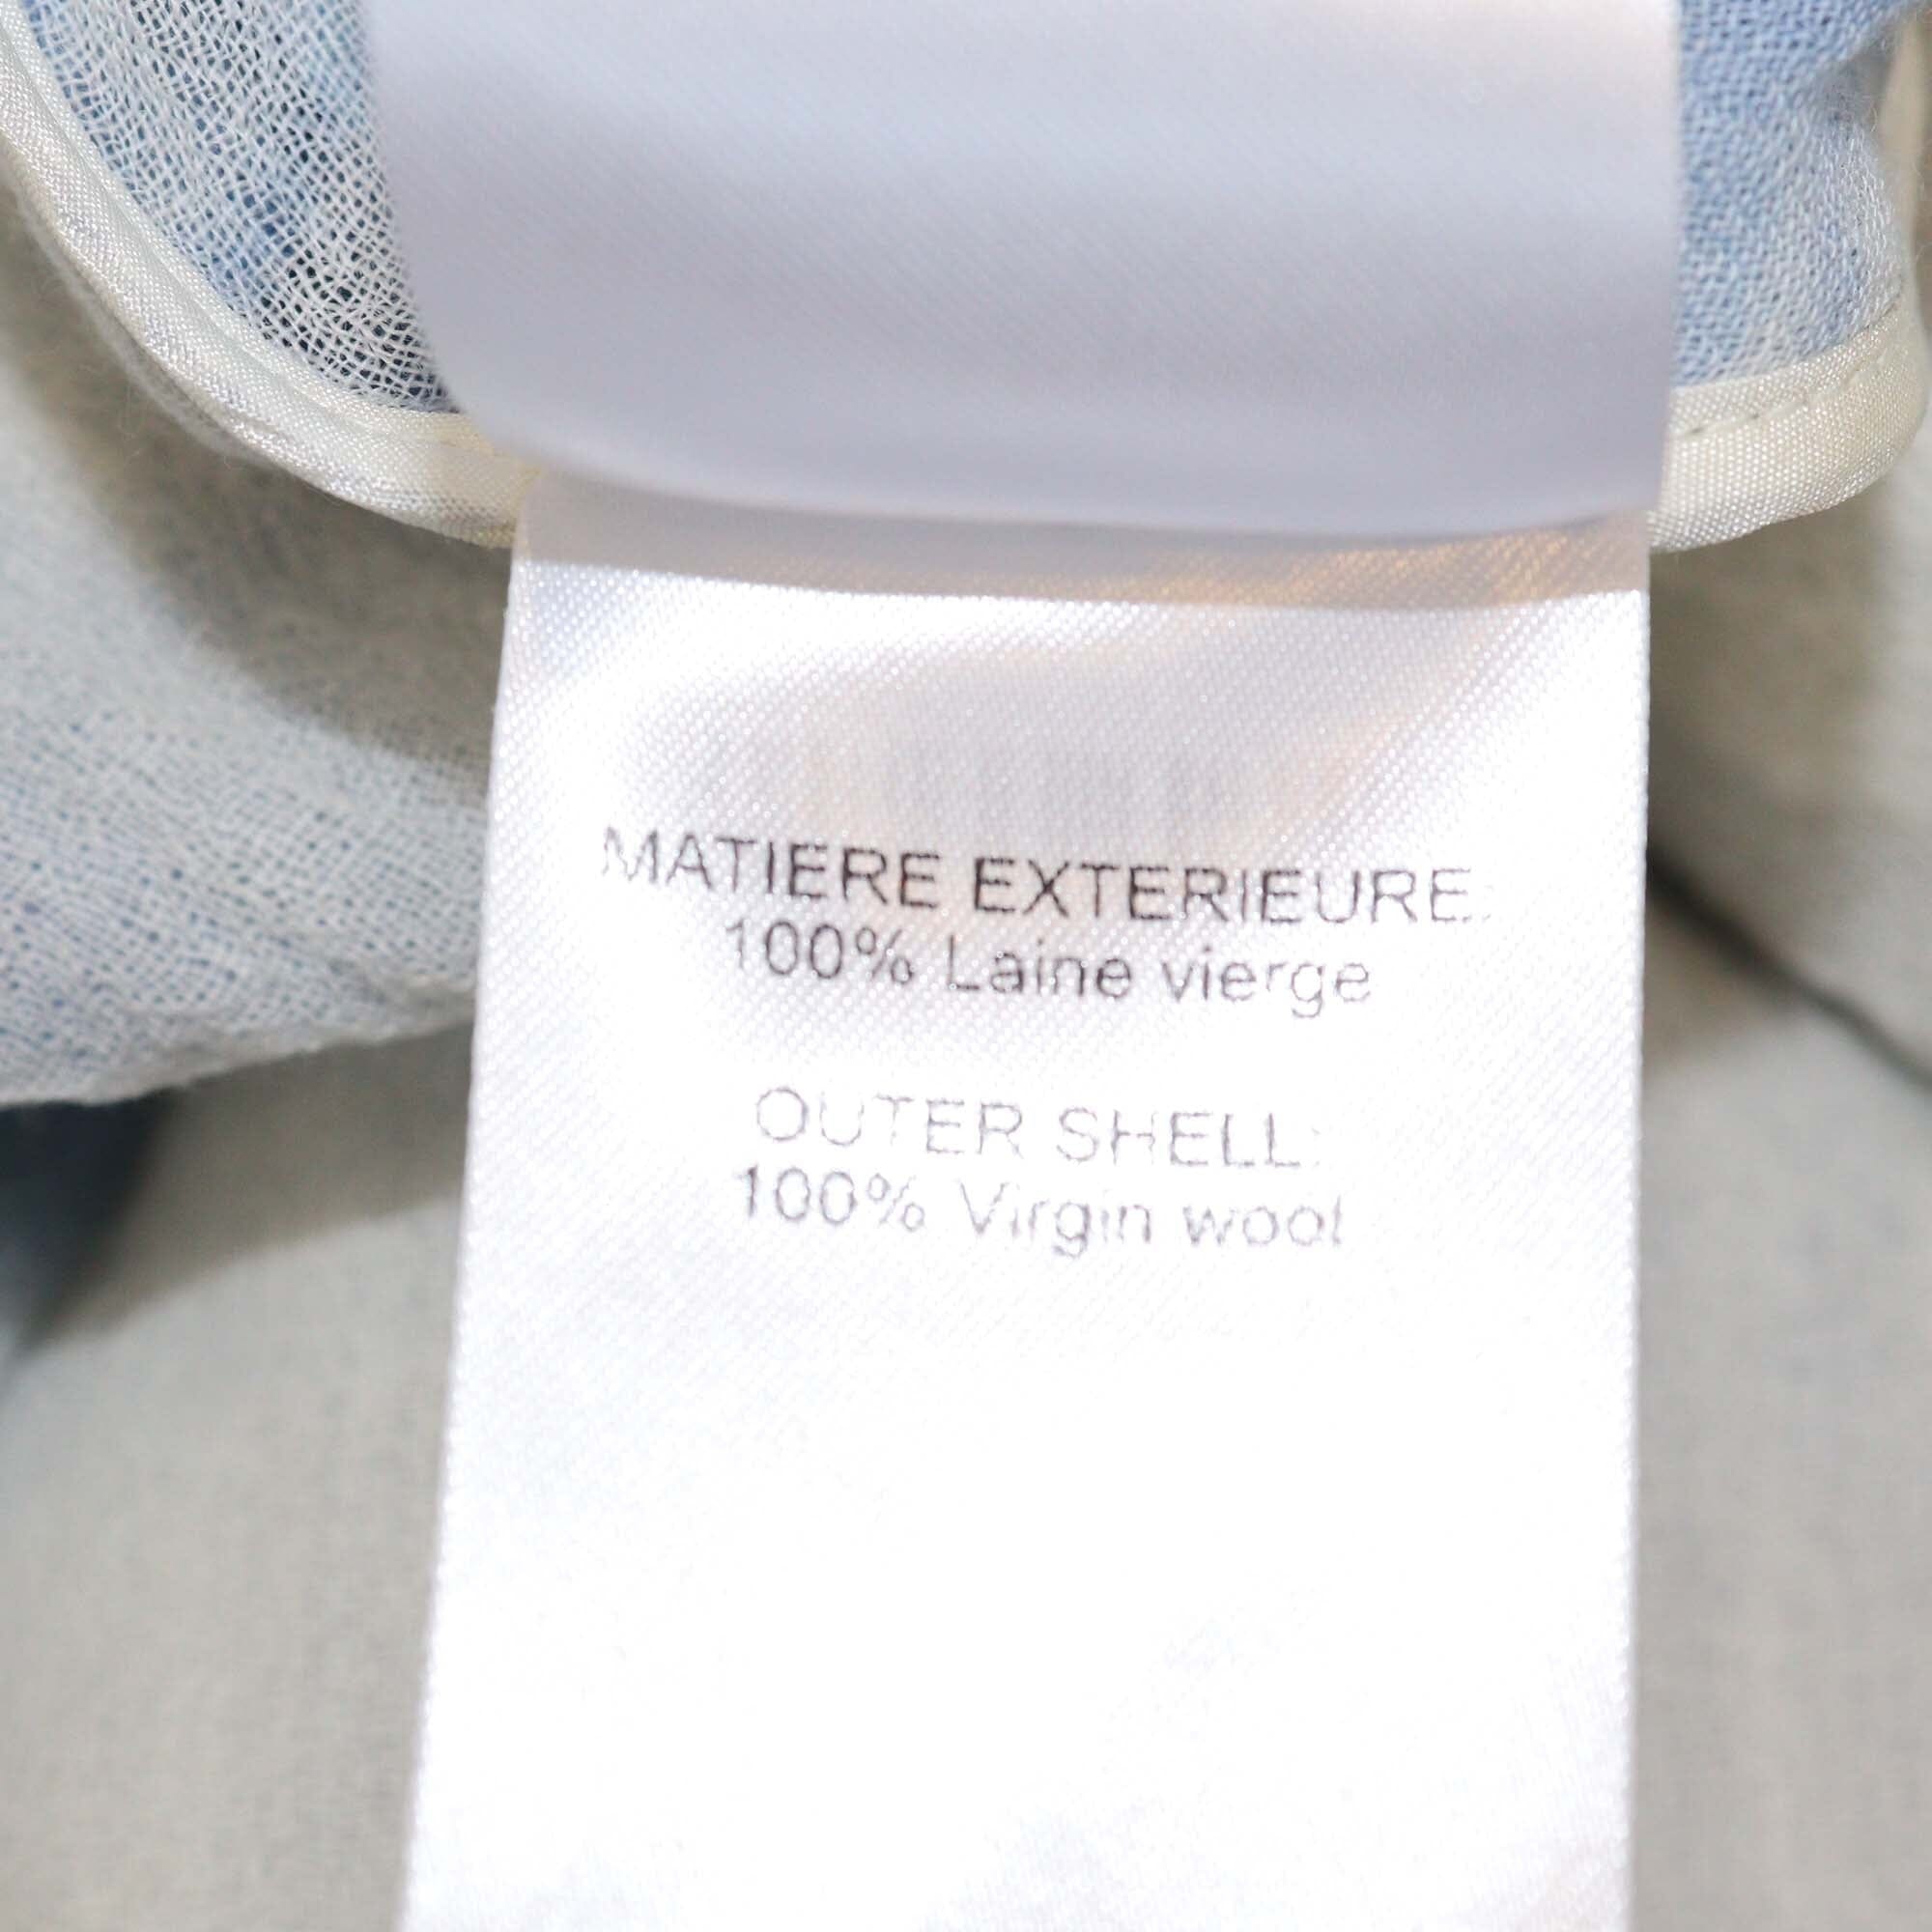 MATIERE EXTERIEURE:
100% Laine vierge
OUTER SHELL:
100% Virgin wool